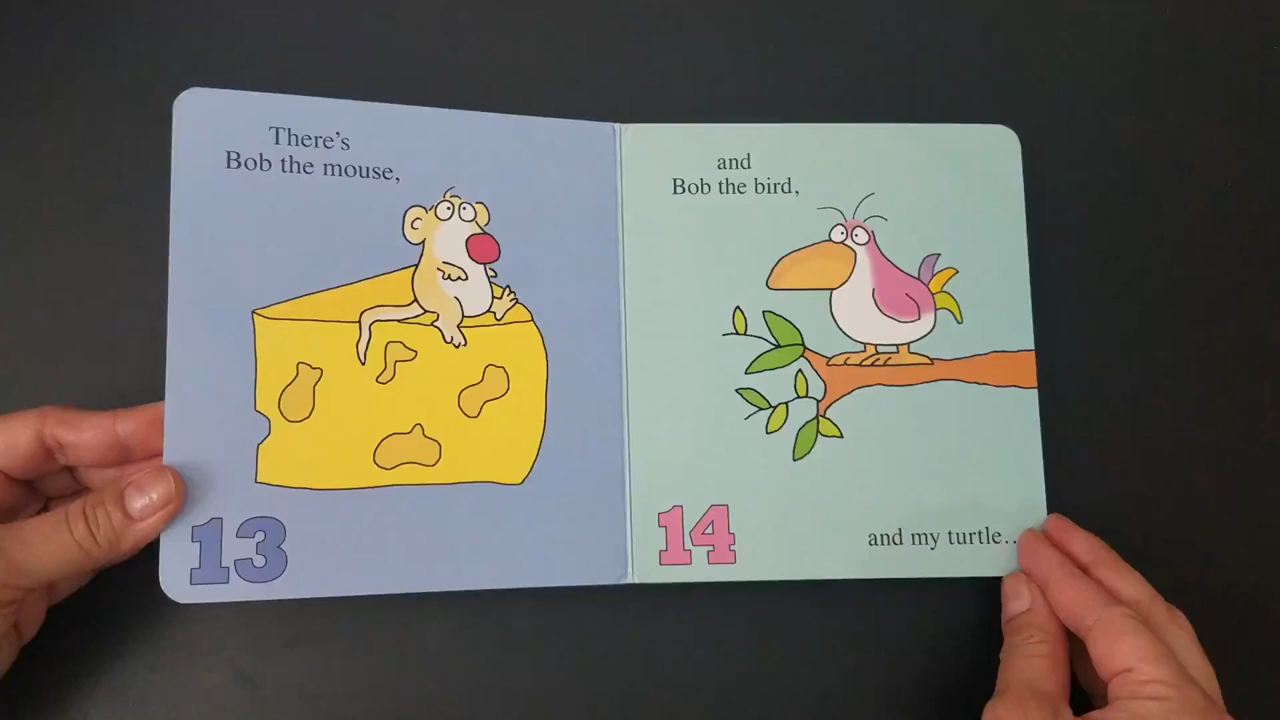 There's
Bob the mouse,
13
and
Bob the bird,
14
and my turtle..